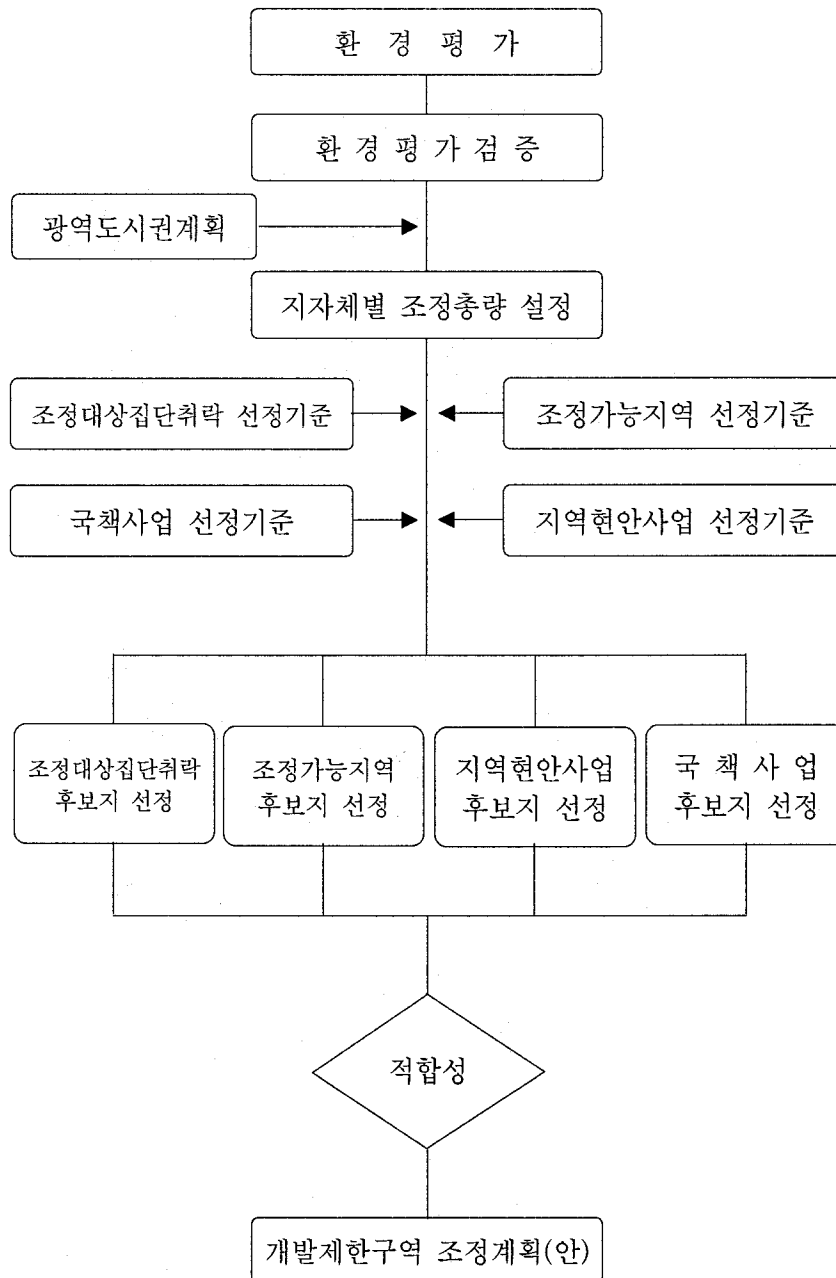 환 경 평 가
환 경 평 가 검 증
광역도시권계획
지자체별 조정총량 설정
조정대상집단취락 선정기준
조정가능지역 선정기준
국책사업 선정기준
지역현안사업 선정기준
조정대상집단취락
후보지 선정
조정가능지역
후보지 선정
지역현안사업
후보지 선정
국 책 사 업
후보지 선정
적합성
개발제한구역 조정계획(안)